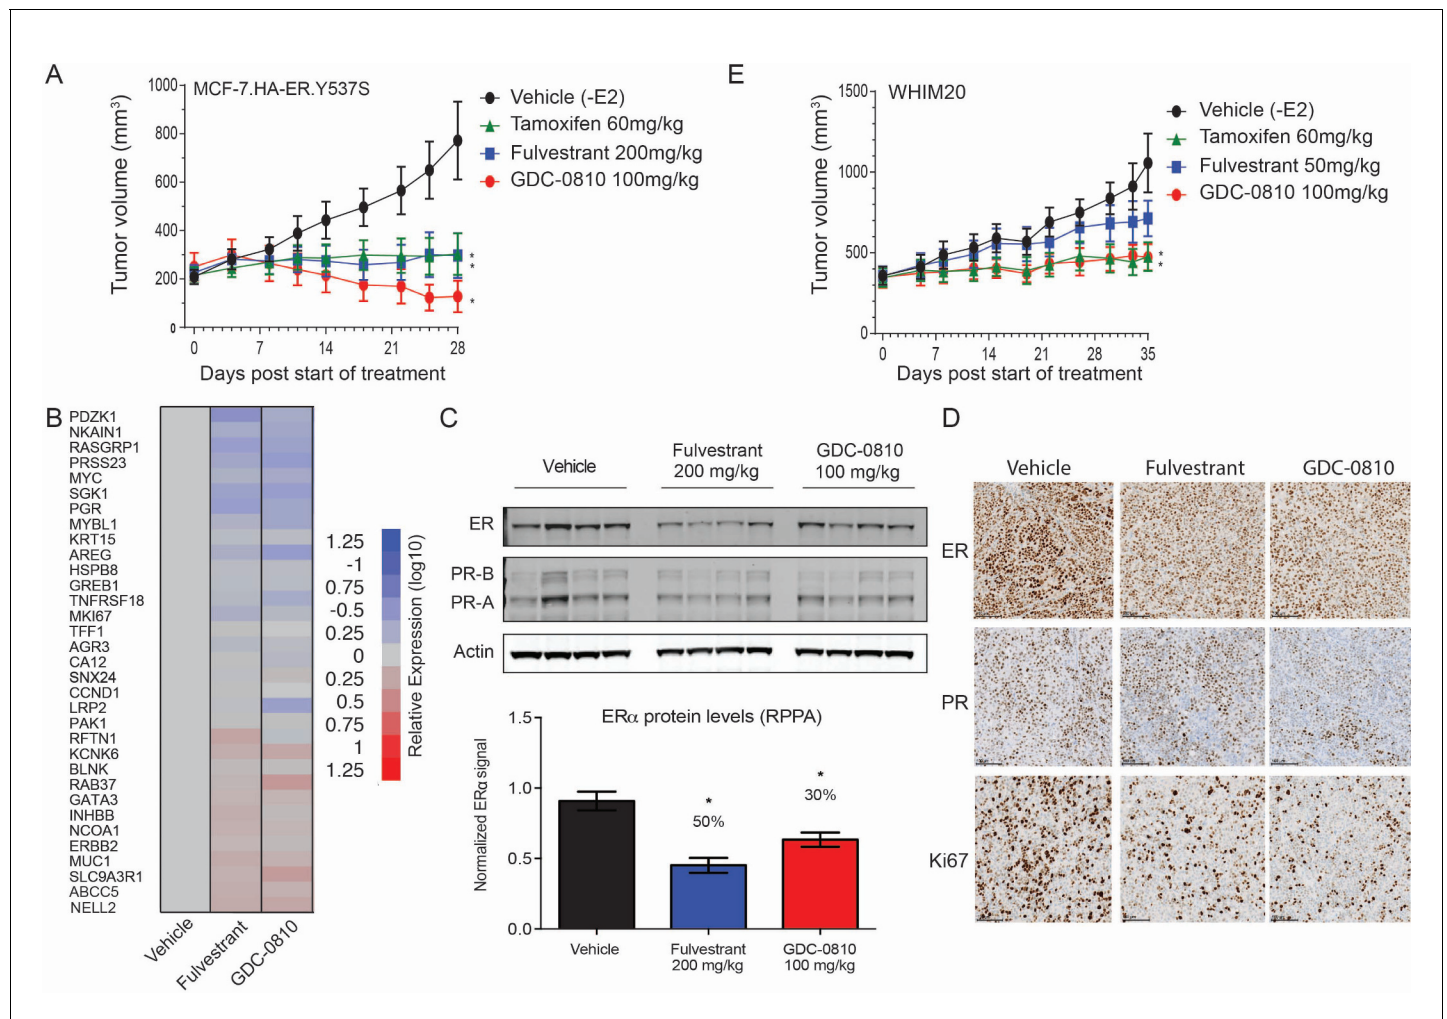 A
MCF-7.HA-ER.Y537S
Tumor volume (mm³)
1000
800
600
400
200
0
0 7 14 21 28
Days post start of treatment
Vehicle (-E2)
Tamoxifen 60mg/kg
Fulvestrant 200mg/kg
GDC-0810 100mg/kg
*
*
*
E
WHIM20
Tumor volume (mm³)
1500
1000
500
0
0 7 14 21 28 35
Days post start of treatment
Vehicle (-E2)
Tamoxifen 60mg/kg
Fulvestrant 50mg/kg
GDC-0810 100mg/kg
*
*
B
PDZK1
NKAIN1
RASGRP1
PRSS23
MYC
SGK1
PGR
MYBL1
KRT15
AREG
HSPB8
GREB1
TNFRSF18
MKI67
TFF1
AGR3
CA12
SNX24
CCND1
LRP2
PAK1
RFTN1
KCNK6
BLNK
RAB37
GATA3
INHBB
NCOA1
ERBB2
MUC1
SLC9A3R1
ABCC5
NELL2
Vehicle
Fulvestrant
GDC-0810
1.25
-1
0.75
-0.5
0.25
0
0.25
0.5
0.75
1
1.25
Relative Expression (log10)
C
Vehicle
Fulvestrant
200 mg/kg
GDC-0810
100 mg/kg
ER
PR-B
PR-A
Actin
ERα protein levels (RPPA)
Normalized ERα signal
1.5
1.0
0.5
0.0
*
50%
*
30%
Vehicle
Fulvestrant
200 mg/kg
GDC-0810
100 mg/kg
D
Vehicle Fulvestrant GDC-0810
ER
PR
Ki67